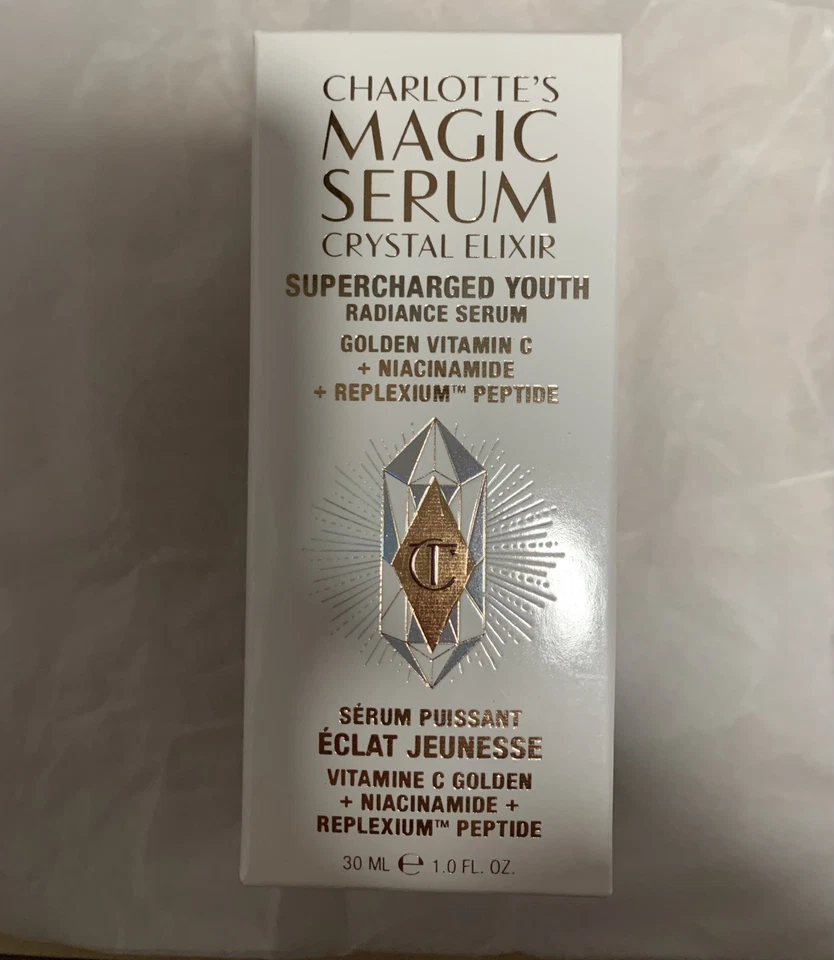 CHARLOTTE'S
MAGIC
SERUM
CRYSTAL ELIXIR
SUPERCHARGED YOUTH
RADIANCE SERUM
GOLDEN VITAMIN C
+ NIACINAMIDE
+ REPLEXIUM™ PEPTIDE
CT
SÉRUM PUISSANT
ÉCLAT JEUNESSE
VITAMINE C GOLDEN
+ NIACINAMIDE +
REPLEXIUM™ PEPTIDE
30 ML ℮ 1.0 FL. OZ.